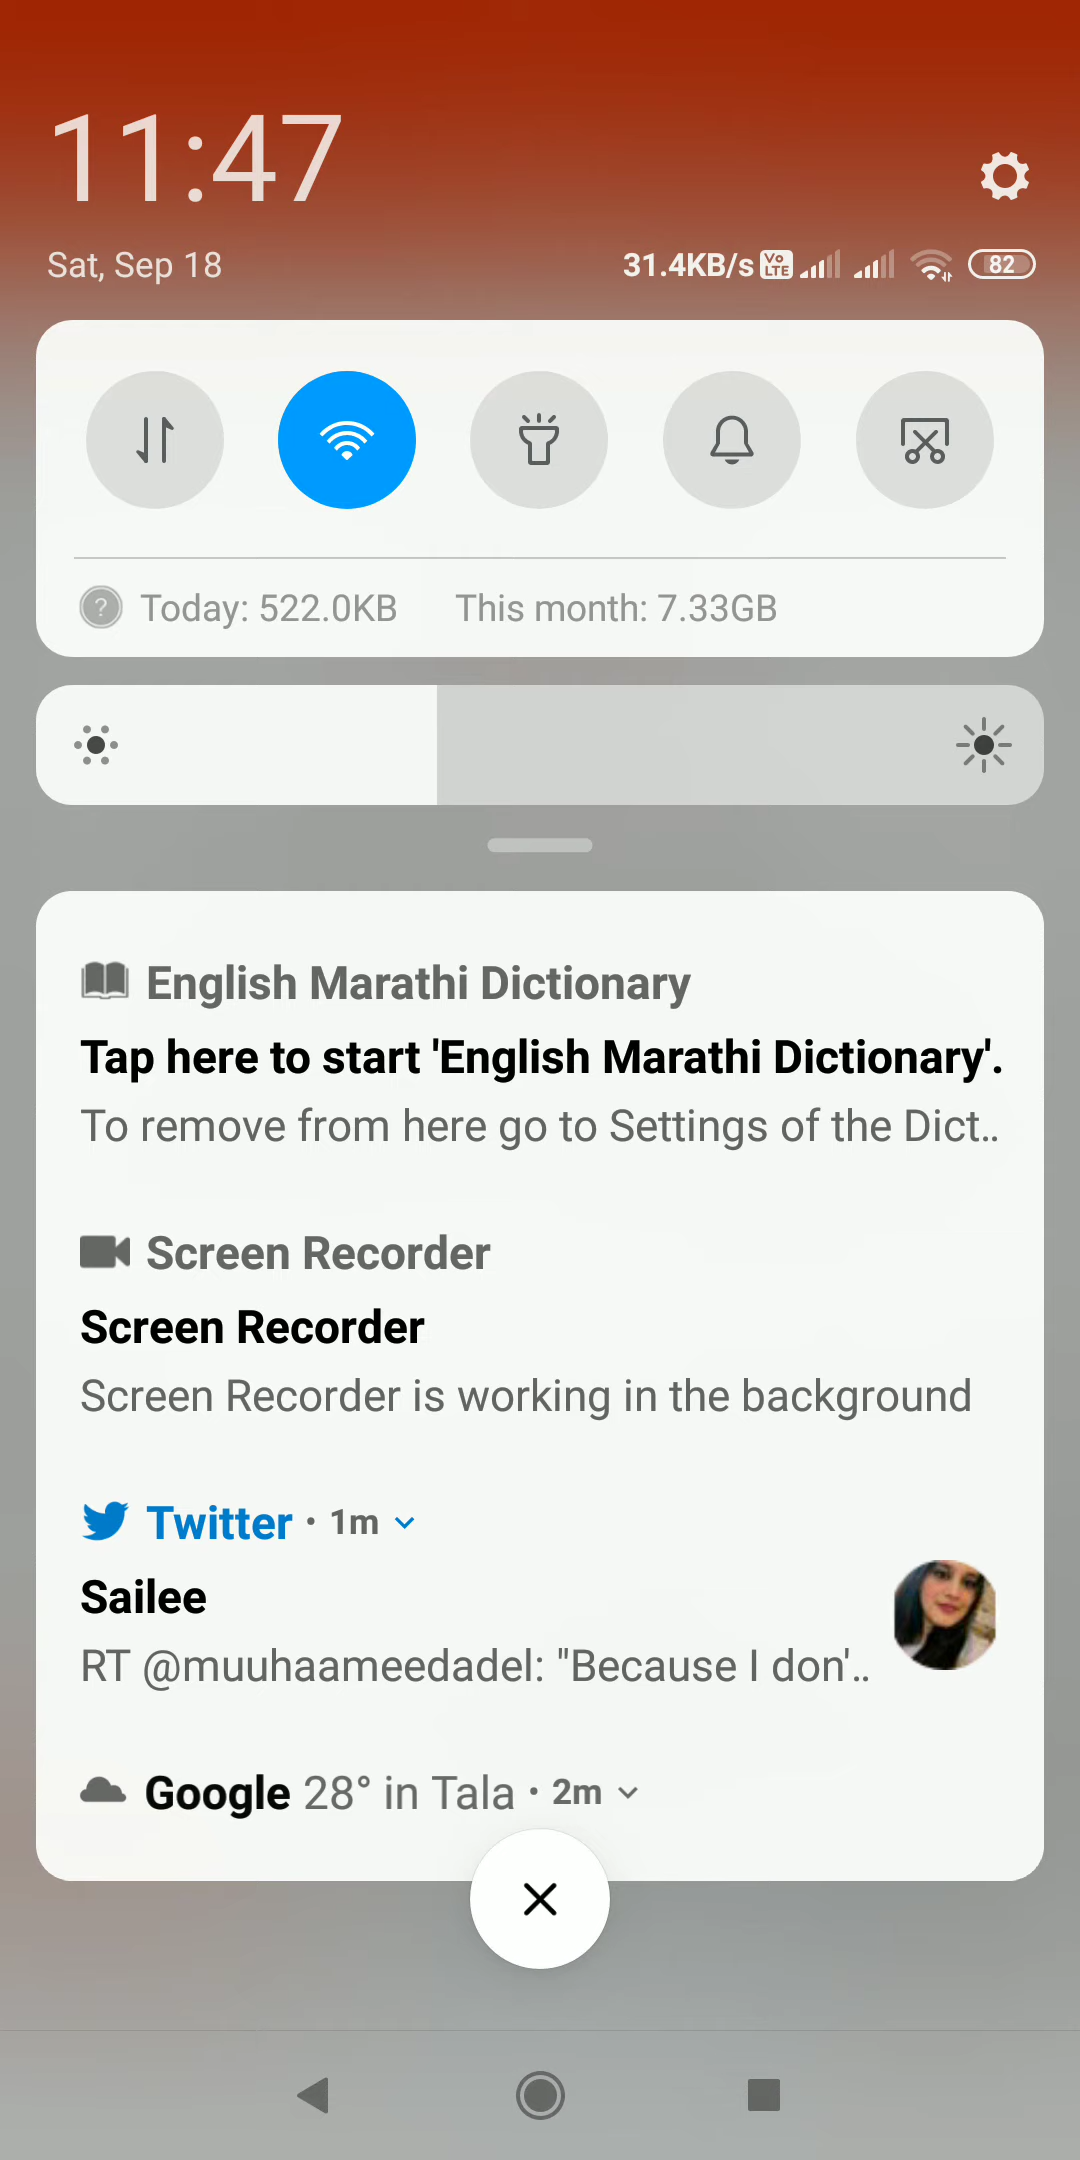 11:47
Sat, Sep 18
31.4KB/s Vo LTE 82
Today: 522.0KB This month: 7.33GB
English Marathi Dictionary
Tap here to start 'English Marathi Dictionary'.
To remove from here go to Settings of the Dict..
Screen Recorder
Screen Recorder
Screen Recorder is working in the background
Twitter · 1m
Sailee
RT @muuhaameedadel: "Because I don'..
Google 28° in Tala · 2m